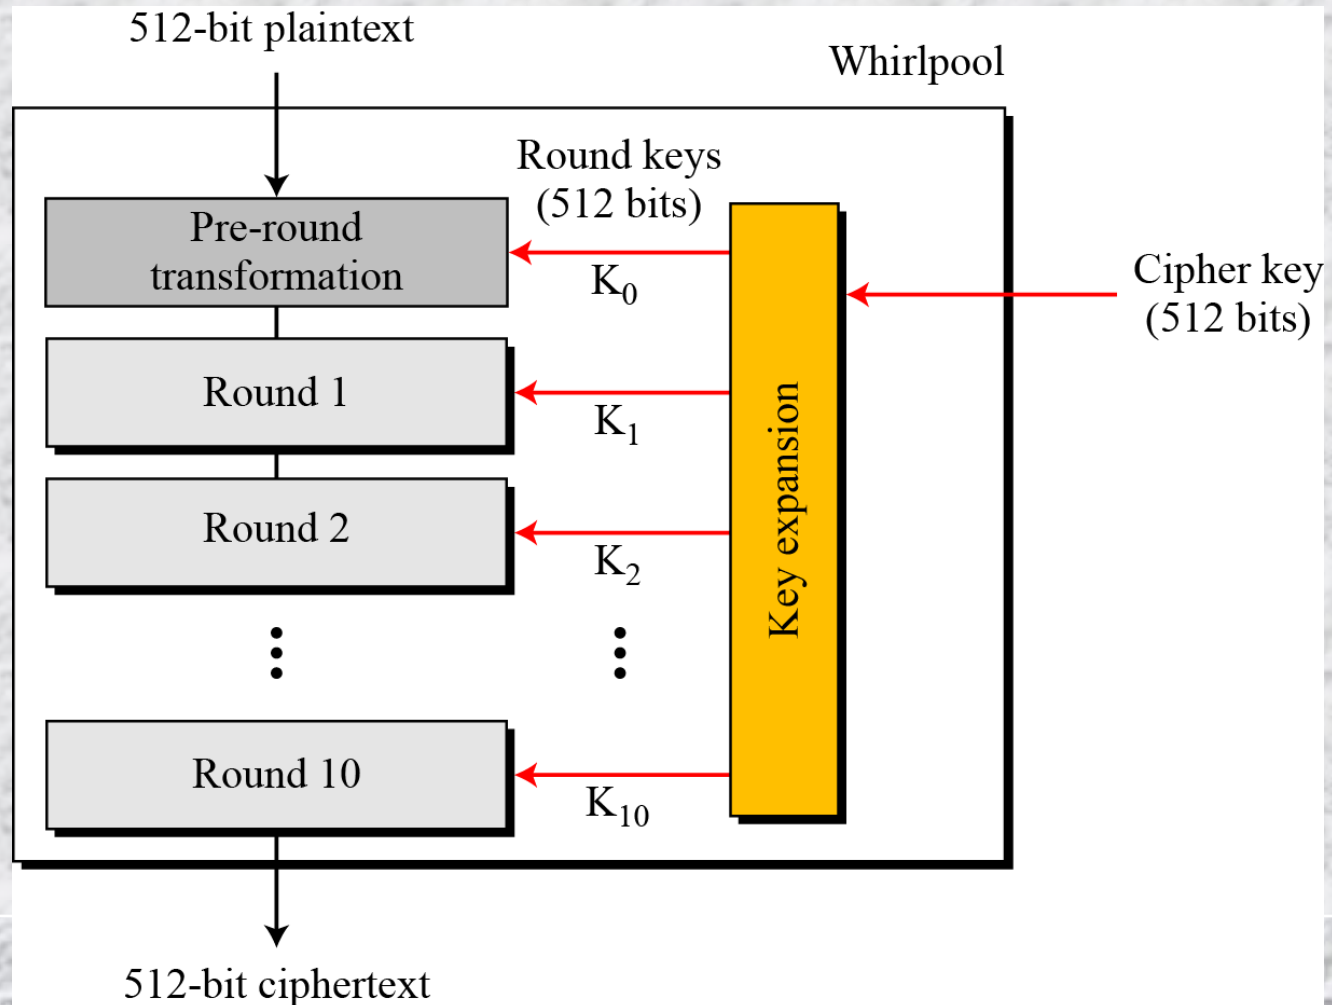 512-bit plaintext
Whirlpool
Round keys
(512 bits)
Pre-round
transformation
K0
Cipher key
(512 bits)
Round 1
K1
Round 2
K2
Key expansion
Round 10
K10
512-bit ciphertext